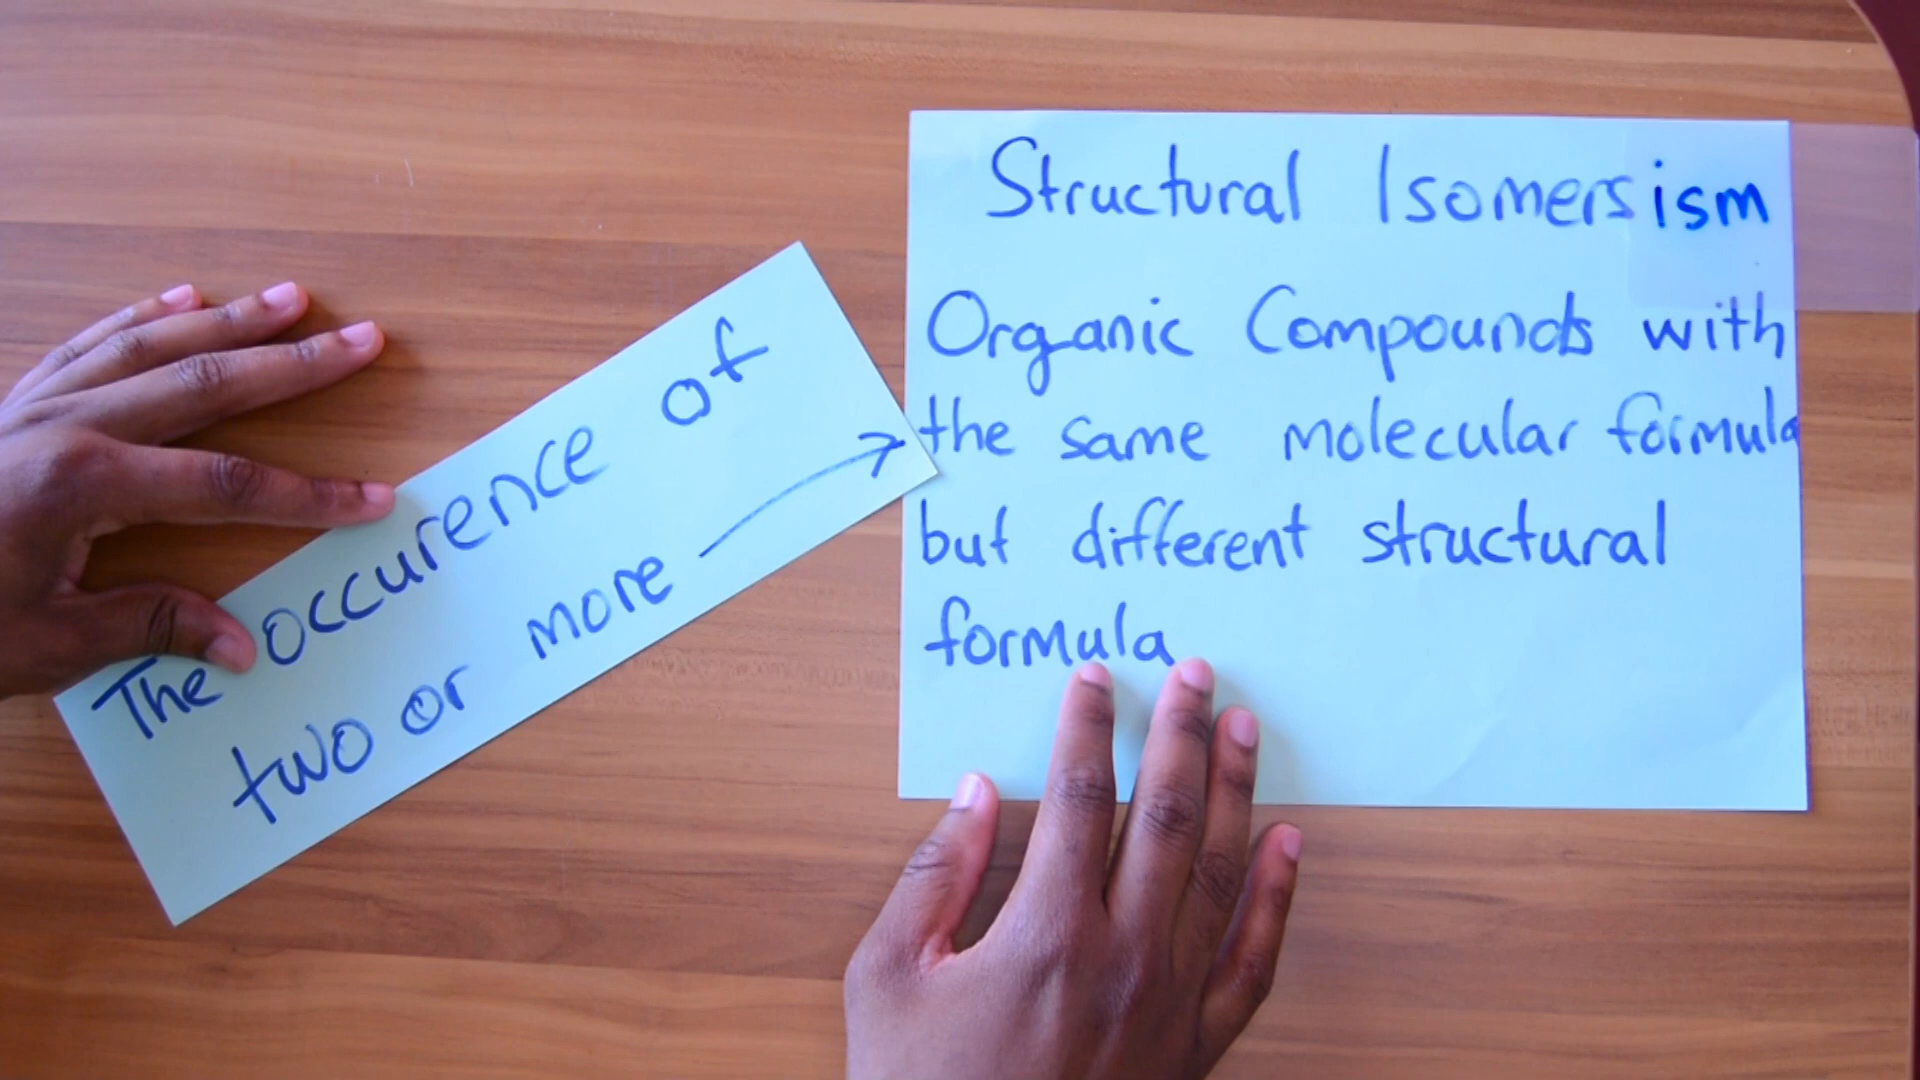 Structural Isomersism
The occurence of
two or more →
Organic Compounds with
the same molecular formula
but different structural
formula